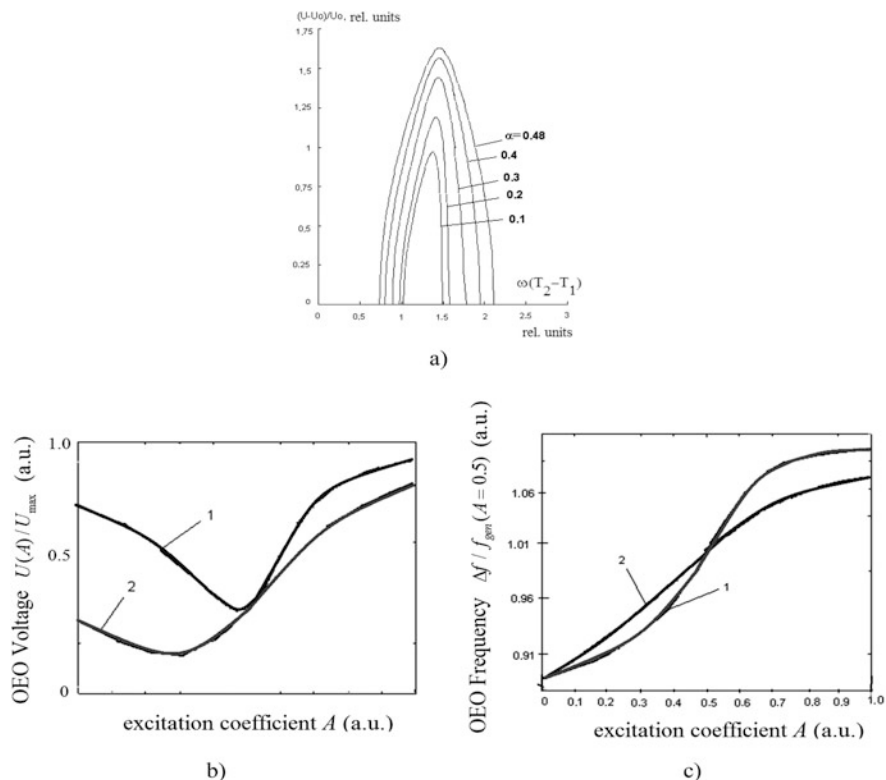 (U-Uo)/Uo, rel. units
1,75
1,5
1,25
1
0,75
0,5
0.25
0
α=0.48
0.4
0.3
0.2
0.1
ω(T₂−T₁)
0 0.5 1 1.5 2 2.5 3
rel. units
a)
OEO Voltage U(A)/U_max (a.u.)
1.0
0.5
0
1
2
excitation coefficient A (a.u.)
b)
OEO Frequency Δf / f_gen (A = 0.5) (a.u.)
1.06
1.01
0.96
0.91
2
1
0 0.1 0.2 0.3 0.4 0.5 0.6 0.7 0.8 0.9 1.0
excitation coefficient A (a.u.)
c)